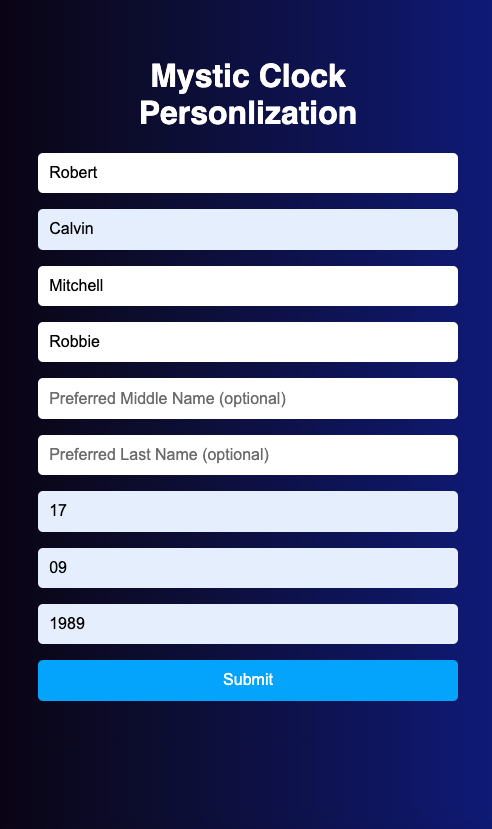 Mystic Clock
Personlization
Robert
Calvin
Mitchell
Robbie
Preferred Middle Name (optional)
Preferred Last Name (optional)
17
09
1989
Submit